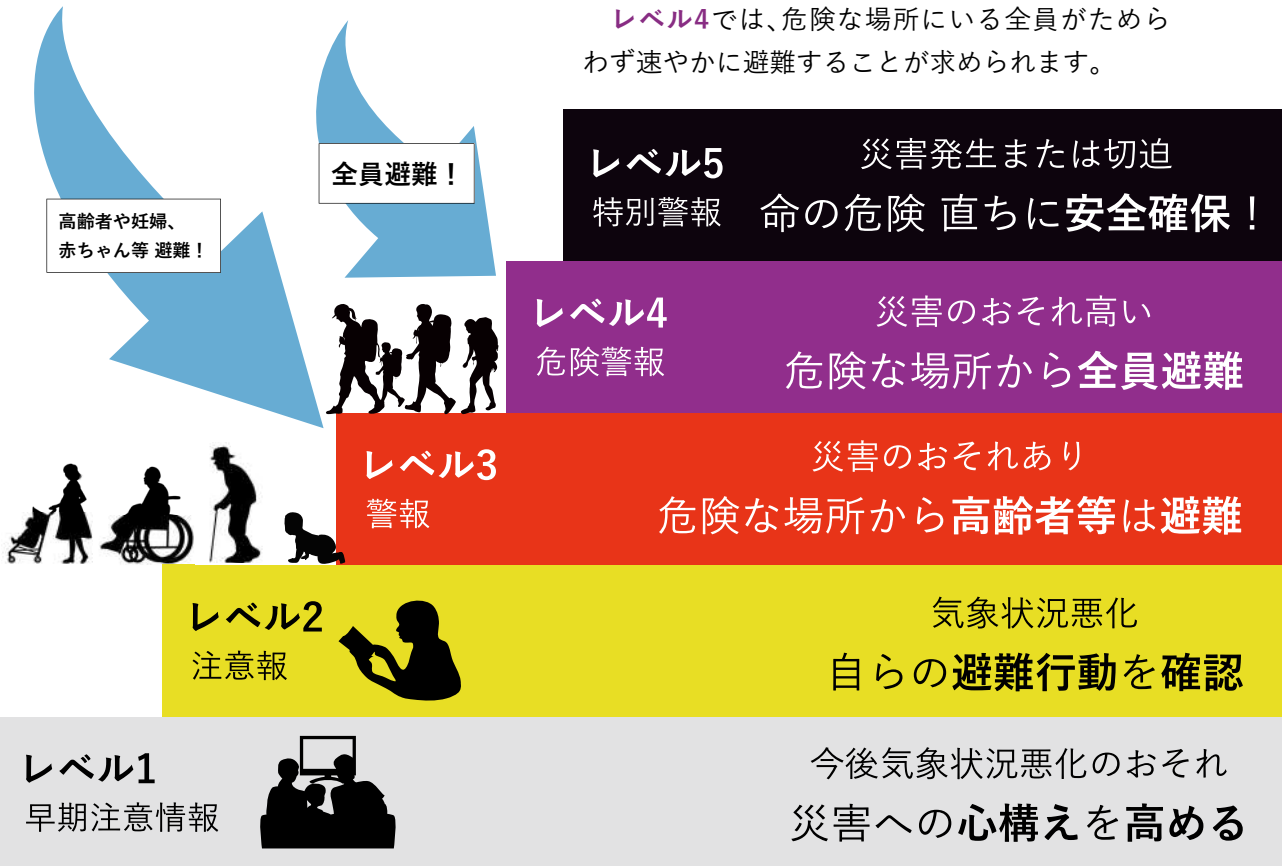 レベル4では、危険な場所にいる全員がためら
わず速やかに避難することが求められます。
全員避難！
高齢者や妊婦、
赤ちゃん等 避難！
レベル5
特別警報
災害発生または切迫
命の危険 直ちに安全確保！
レベル4
危険警報
災害のおそれ高い
危険な場所から全員避難
レベル3
警報
災害のおそれあり
危険な場所から高齢者等は避難
レベル2
注意報
気象状況悪化
自らの避難行動を確認
レベル1
早期注意情報
今後気象状況悪化のおそれ
災害への心構えを高める